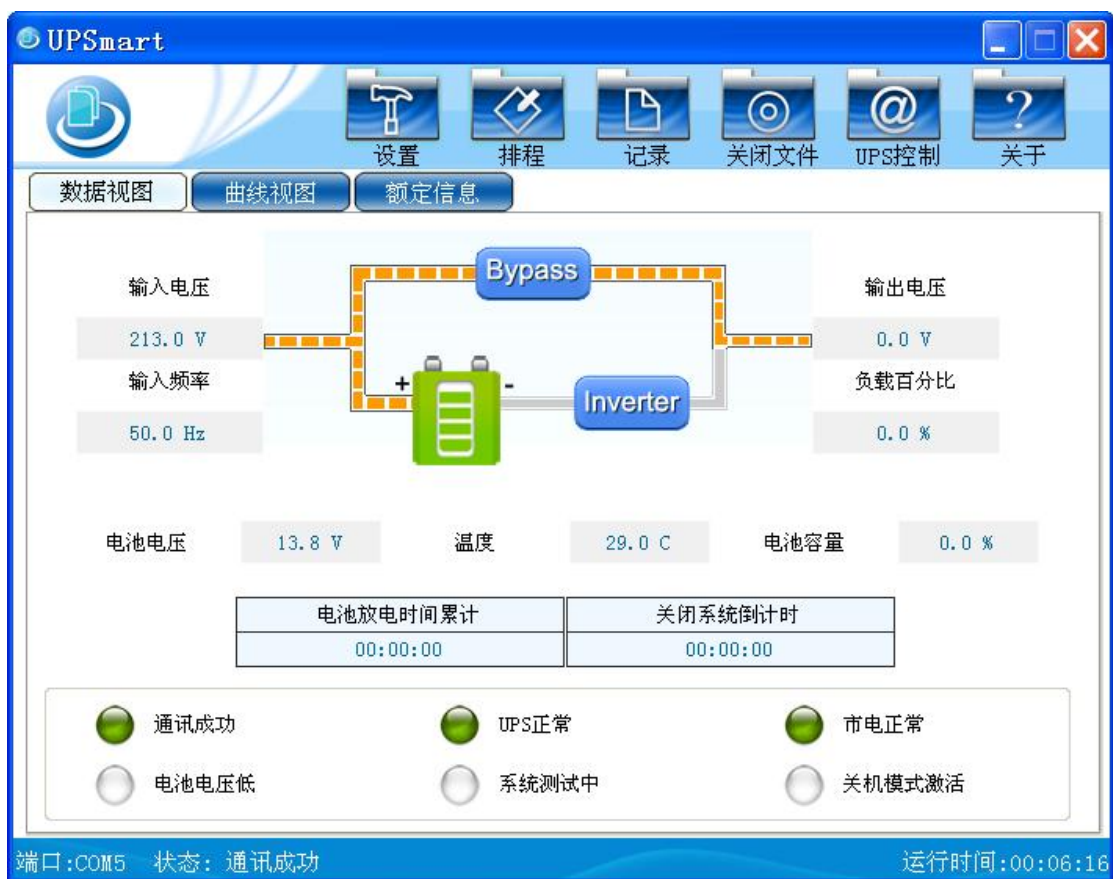 UPSmart
设置 排程 记录 关闭文件 UPS控制 关于
数据视图 曲线视图 额定信息
Bypass
输入电压 输出电压
213.0 V 0.0 V
输入频率 + - 负载百分比
Inverter
50.0 Hz 0.0 %
电池电压 13.8 V 温度 29.0 C 电池容量 0.0 %
电池放电时间累计 关闭系统倒计时
00:00:00 00:00:00
通讯成功 UPS正常 市电正常
电池电压低 系统测试中 关机模式激活
端口:COM5 状态: 通讯成功 运行时间:00:06:16